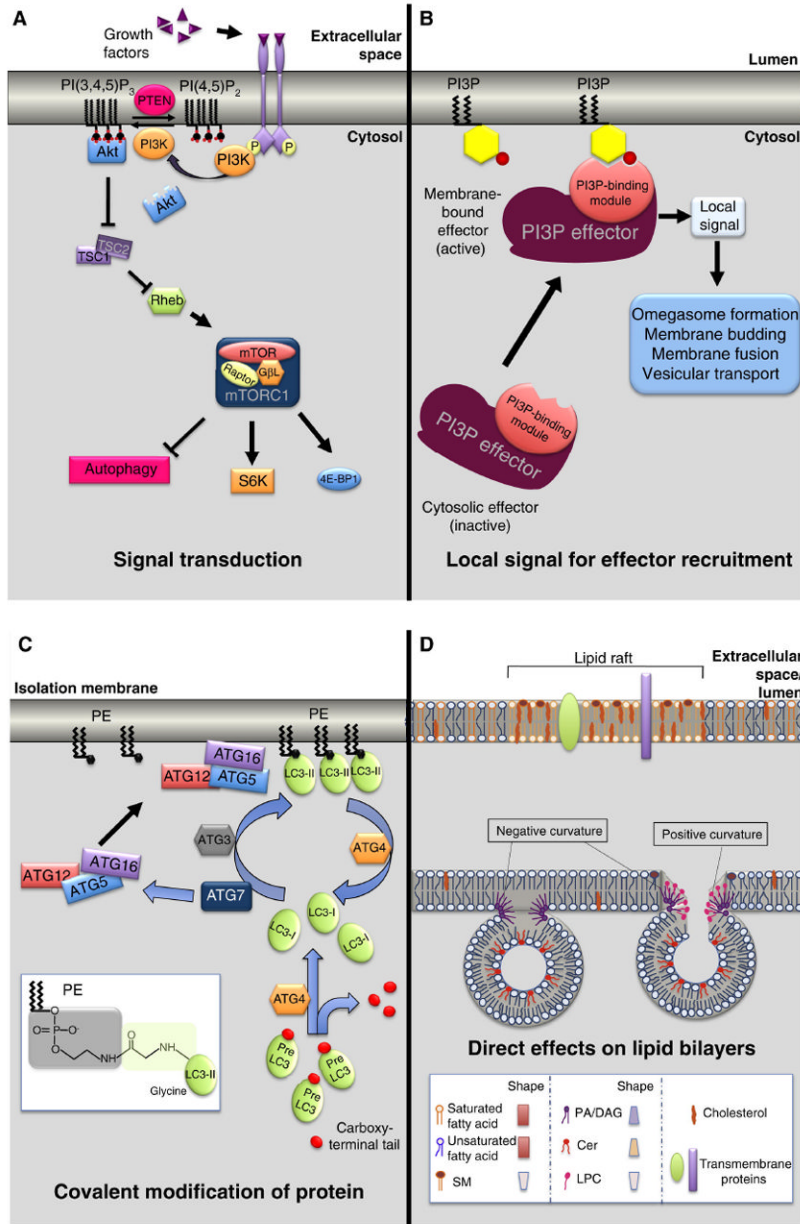 A
Growth
factors
Extracellular
space
PI(3,4,5)P3
PTEN
PI(4,5)P2
Cytosol
Akt
PI3K
PI3K
P
P
Akt
TSC2
TSC1
Rheb
mTOR
Raptor
GβL
mTORC1
Autophagy
S6K
4E-BP1
Signal transduction
B
Lumen
PI3P
PI3P
Cytosol
Membrane-
bound
effector
(active)
PI3P-binding
module
PI3P effector
Local
signal
Omegasome formation
Membrane budding
Membrane fusion
Vesicular transport
PI3P-binding
module
PI3P effector
Cytosolic effector
(inactive)
Local signal for effector recruitment
C
Isolation membrane
PE
PE
ATG16
ATG12
ATG5
LC3-II
LC3-II
LC3-II
ATG3
ATG4
ATG16
ATG12
ATG5
ATG7
LC3-I
LC3-I
LC3-I
ATG4
Pre
LC3
Pre
LC3
Pre
LC3
Carboxy-
terminal tail
PE
O
O=P-O-
O
NH
O
NH
LC3-II
Glycine
Covalent modification of protein
D
Lipid raft
Extracellular
space/
lumen
Negative curvature
Positive curvature
Direct effects on lipid bilayers
Shape
Shape
Saturated
fatty acid
PA/DAG
Cholesterol
Unsaturated
fatty acid
Cer
SM
LPC
Transmembrane
proteins